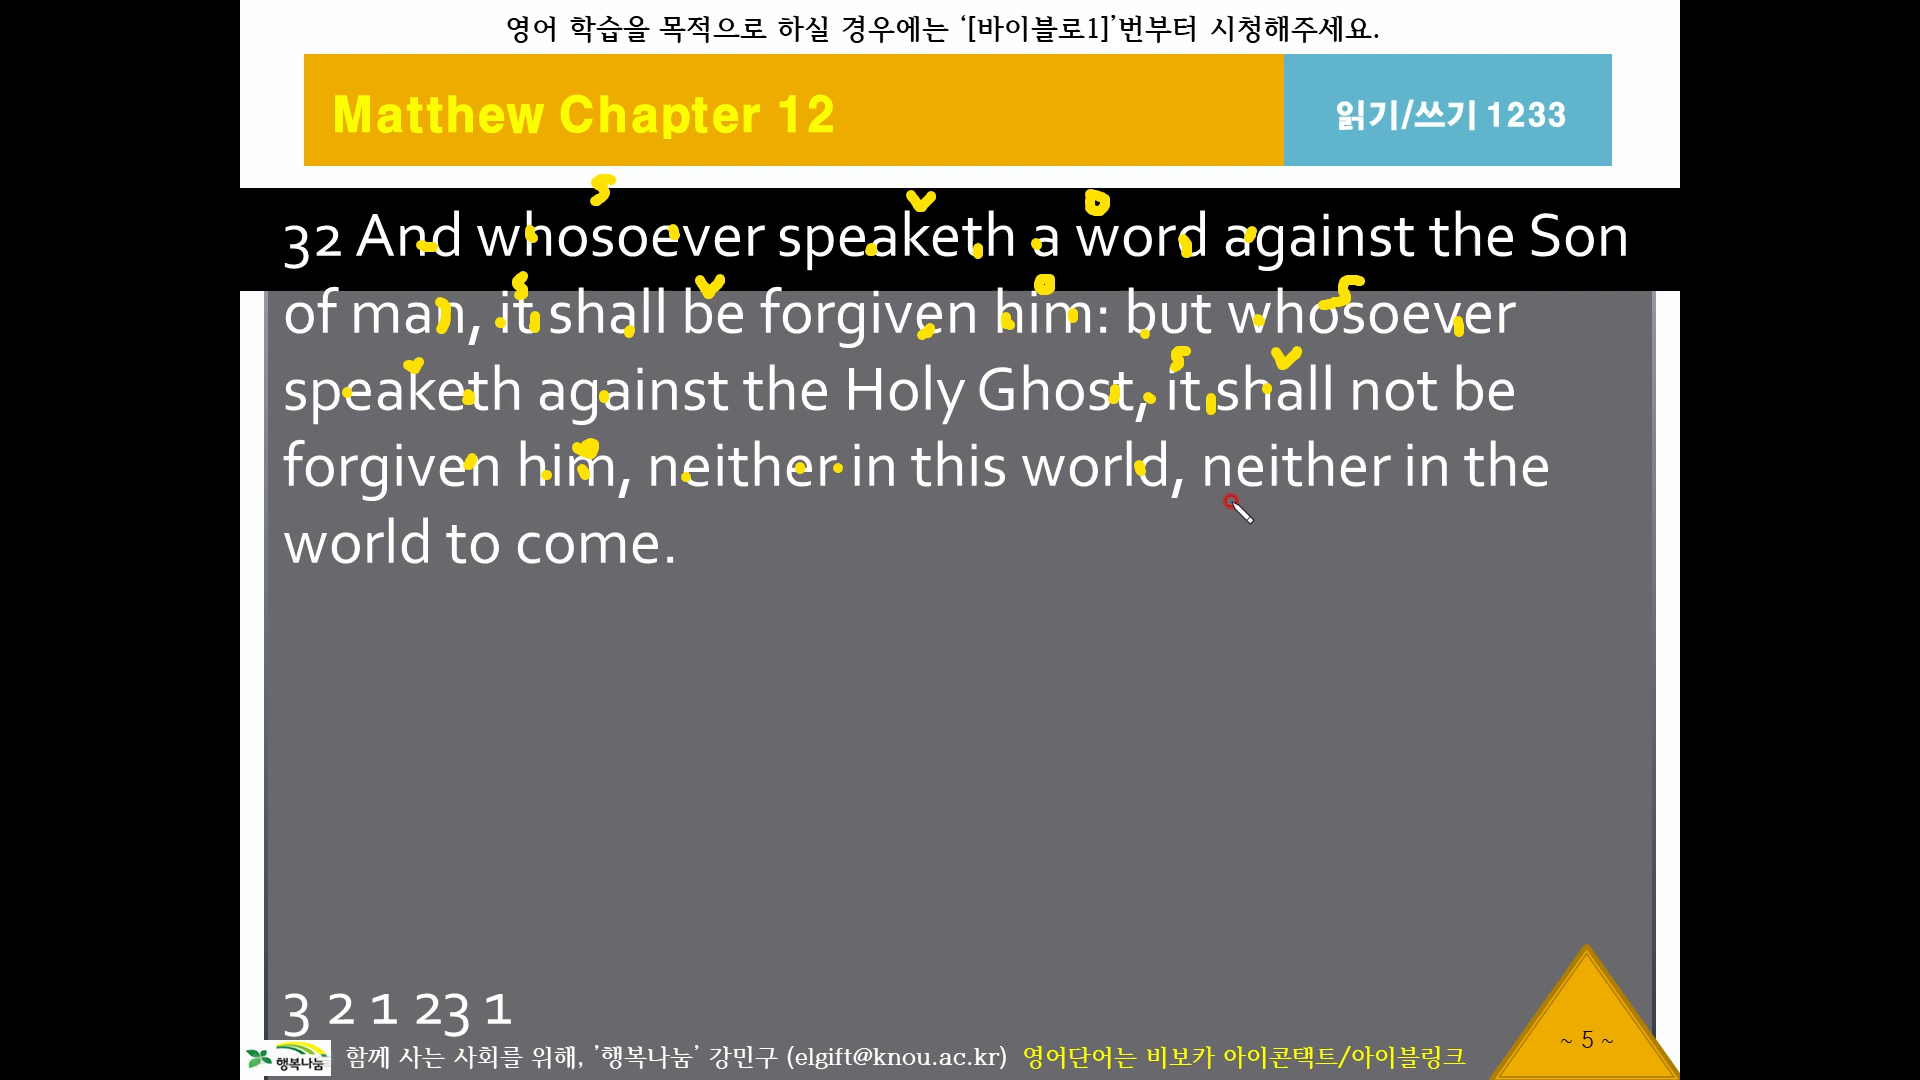 영어 학습을 목적으로 하실 경우에는 ‘[바이블로1]’번부터 시청해주세요.
Matthew Chapter 12
읽기/쓰기 1233
s v o
32 And whosoever speaketh a word against the Son
s v o s
of man, it shall be forgiven him: but whosoever
v s v
speaketh against the Holy Ghost, it shall not be
forgiven him, neither in this world, neither in the
world to come.
3 2 1 23 1
~ 5 ~
행복나눔 함께 사는 사회를 위해, ’행복나눔’ 강민구 (elgift@knou.ac.kr) 영어단어는 비보카 아이콘택트/아이블링크